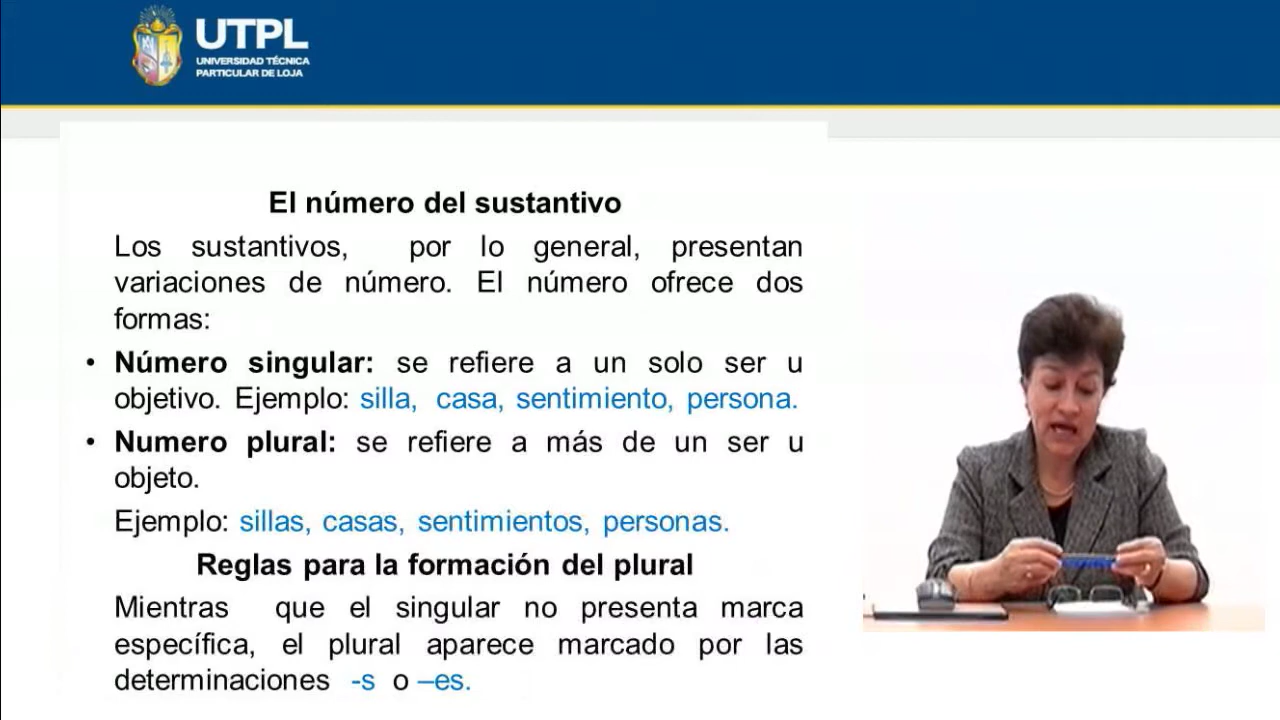 UTPL
UNIVERSIDAD TÉCNICA
PARTICULAR DE LOJA
El número del sustantivo
Los sustantivos, por lo general, presentan
variaciones de número. El número ofrece dos
formas:
• Número singular: se refiere a un solo ser u
objetivo. Ejemplo: silla, casa, sentimiento, persona.
• Numero plural: se refiere a más de un ser u
objeto.
Ejemplo: sillas, casas, sentimientos, personas.
Reglas para la formación del plural
Mientras que el singular no presenta marca
específica, el plural aparece marcado por las
determinaciones -s o –es.